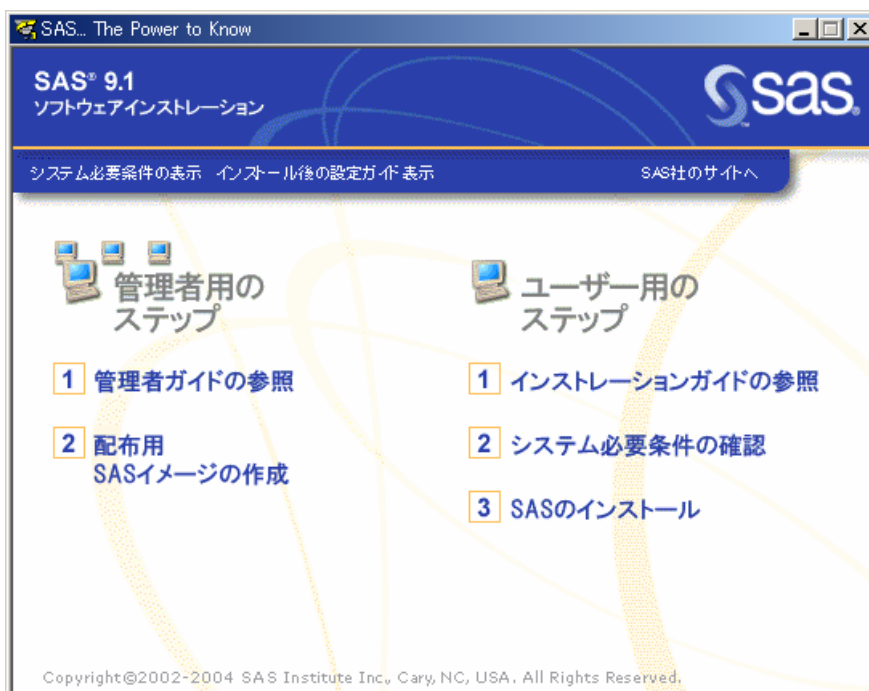 SAS... The Power to Know
SAS® 9.1
ソフトウェアインストレーション
sas.
システム必要条件の表示 インストール後の設定ガイド表示 SAS社のサイトへ
管理者用の
ステップ
1 管理者ガイドの参照
2 配布用
SASイメージの作成
ユーザー用の
ステップ
1 インストレーションガイドの参照
2 システム必要条件の確認
3 SASのインストール
Copyright©2002-2004 SAS Institute Inc., Cary, NC, USA. All Rights Reserved.